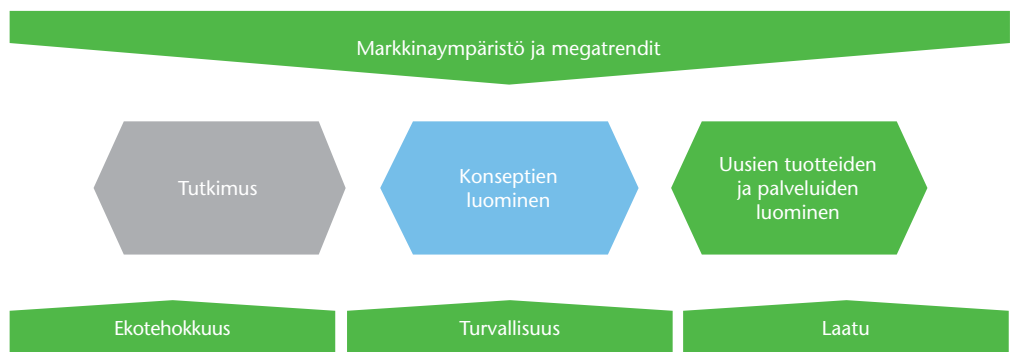 Markkinaympäristö ja megatrendit
Tutkimus
Konseptien
luominen
Uusien tuotteiden
ja palveluiden
luominen
Ekotehokkuus
Turvallisuus
Laatu